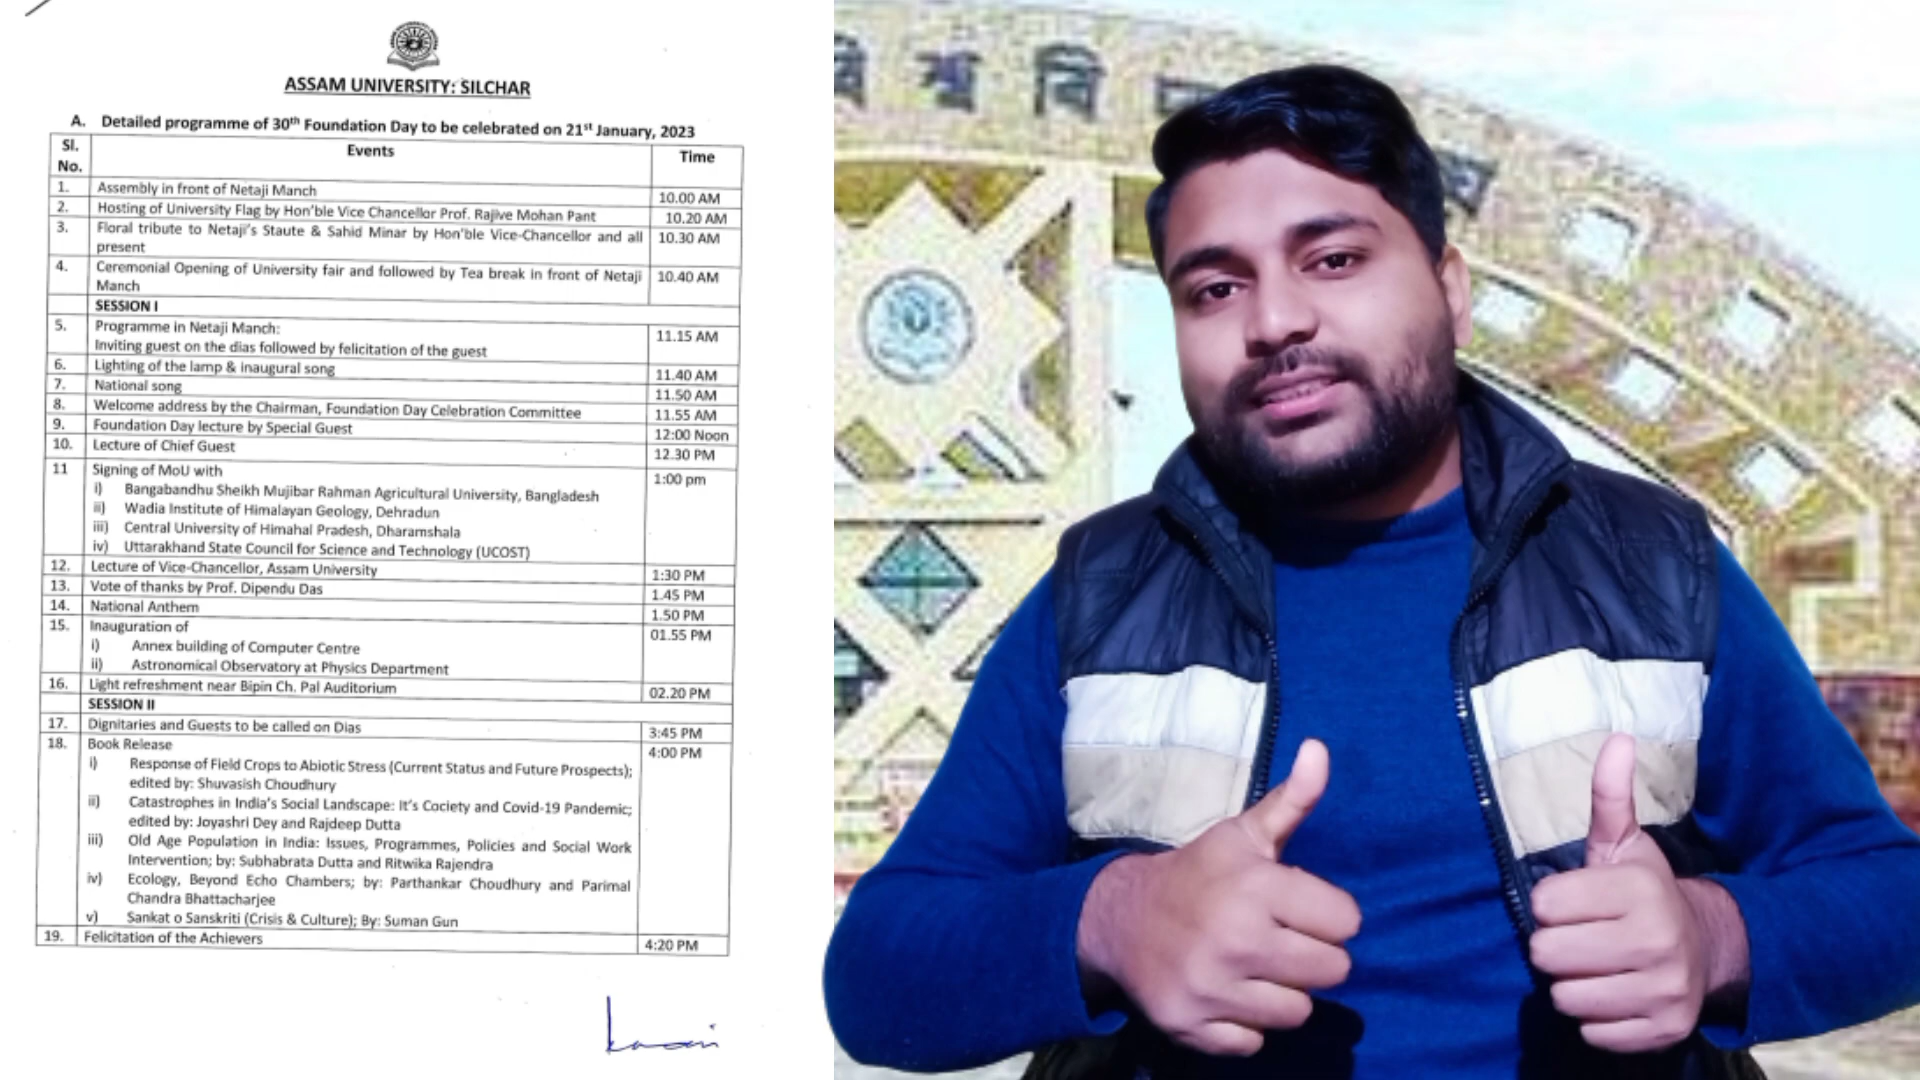 ASSAM UNIVERSITY: SILCHAR
A. Detailed programme of 30th Foundation Day to be celebrated on 21st January, 2023
Sl. No. Events Time
1. Assembly in front of Netaji Manch 10.00 AM
2. Hosting of University Flag by Hon'ble Vice Chancellor Prof. Rajive Mohan Pant 10.20 AM
3. Floral tribute to Netaji's Staute & Sahid Minar by Hon'ble Vice-Chancellor and all 10.30 AM
present
4. Ceremonial Opening of University fair and followed by Tea break in front of Netaji 10.40 AM
Manch
SESSION I
5. Programme in Netaji Manch: 11.15 AM
Inviting guest on the dias followed by felicitation of the guest
6. Lighting of the lamp & inaugural song 11.40 AM
7. National song 11.50 AM
8. Welcome address by the Chairman, Foundation Day Celebration Committee 11.55 AM
9. Foundation Day lecture by Special Guest 12:00 Noon
10. Lecture of Chief Guest 12.30 PM
11 Signing of MoU with 1:00 pm
i) Bangabandhu Sheikh Mujibar Rahman Agricultural University, Bangladesh
ii) Wadia Institute of Himalayan Geology, Dehradun
iii) Central University of Himahal Pradesh, Dharamshala
iv) Uttarakhand State Council for Science and Technology (UCOST)
12. Lecture of Vice-Chancellor, Assam University 1:30 PM
13. Vote of thanks by Prof. Dipendu Das 1.45 PM
14. National Anthem 1.50 PM
15. Inauguration of 01.55 PM
i) Annex building of Computer Centre
ii) Astronomical Observatory at Physics Department
16. Light refreshment near Bipin Ch. Pal Auditorium 02.20 PM
SESSION II
17. Dignitaries and Guests to be called on Dias 3:45 PM
18. Book Release 4:00 PM
i) Response of Field Crops to Abiotic Stress (Current Status and Future Prospects);
edited by: Shuvasish Choudhury
ii) Catastrophes in India's Social Landscape: It's Cociety and Covid-19 Pandemic;
edited by: Joyashri Dey and Rajdeep Dutta
iii) Old Age Population in India: Issues, Programmes, Policies and Social Work
Intervention; by: Subhabrata Dutta and Ritwika Rajendra
iv) Ecology, Beyond Echo Chambers; by: Parthankar Choudhury and Parimal
Chandra Bhattacharjee
v) Sankat o Sanskriti (Crisis & Culture); By: Suman Gun
19. Felicitation of the Achievers 4:20 PM